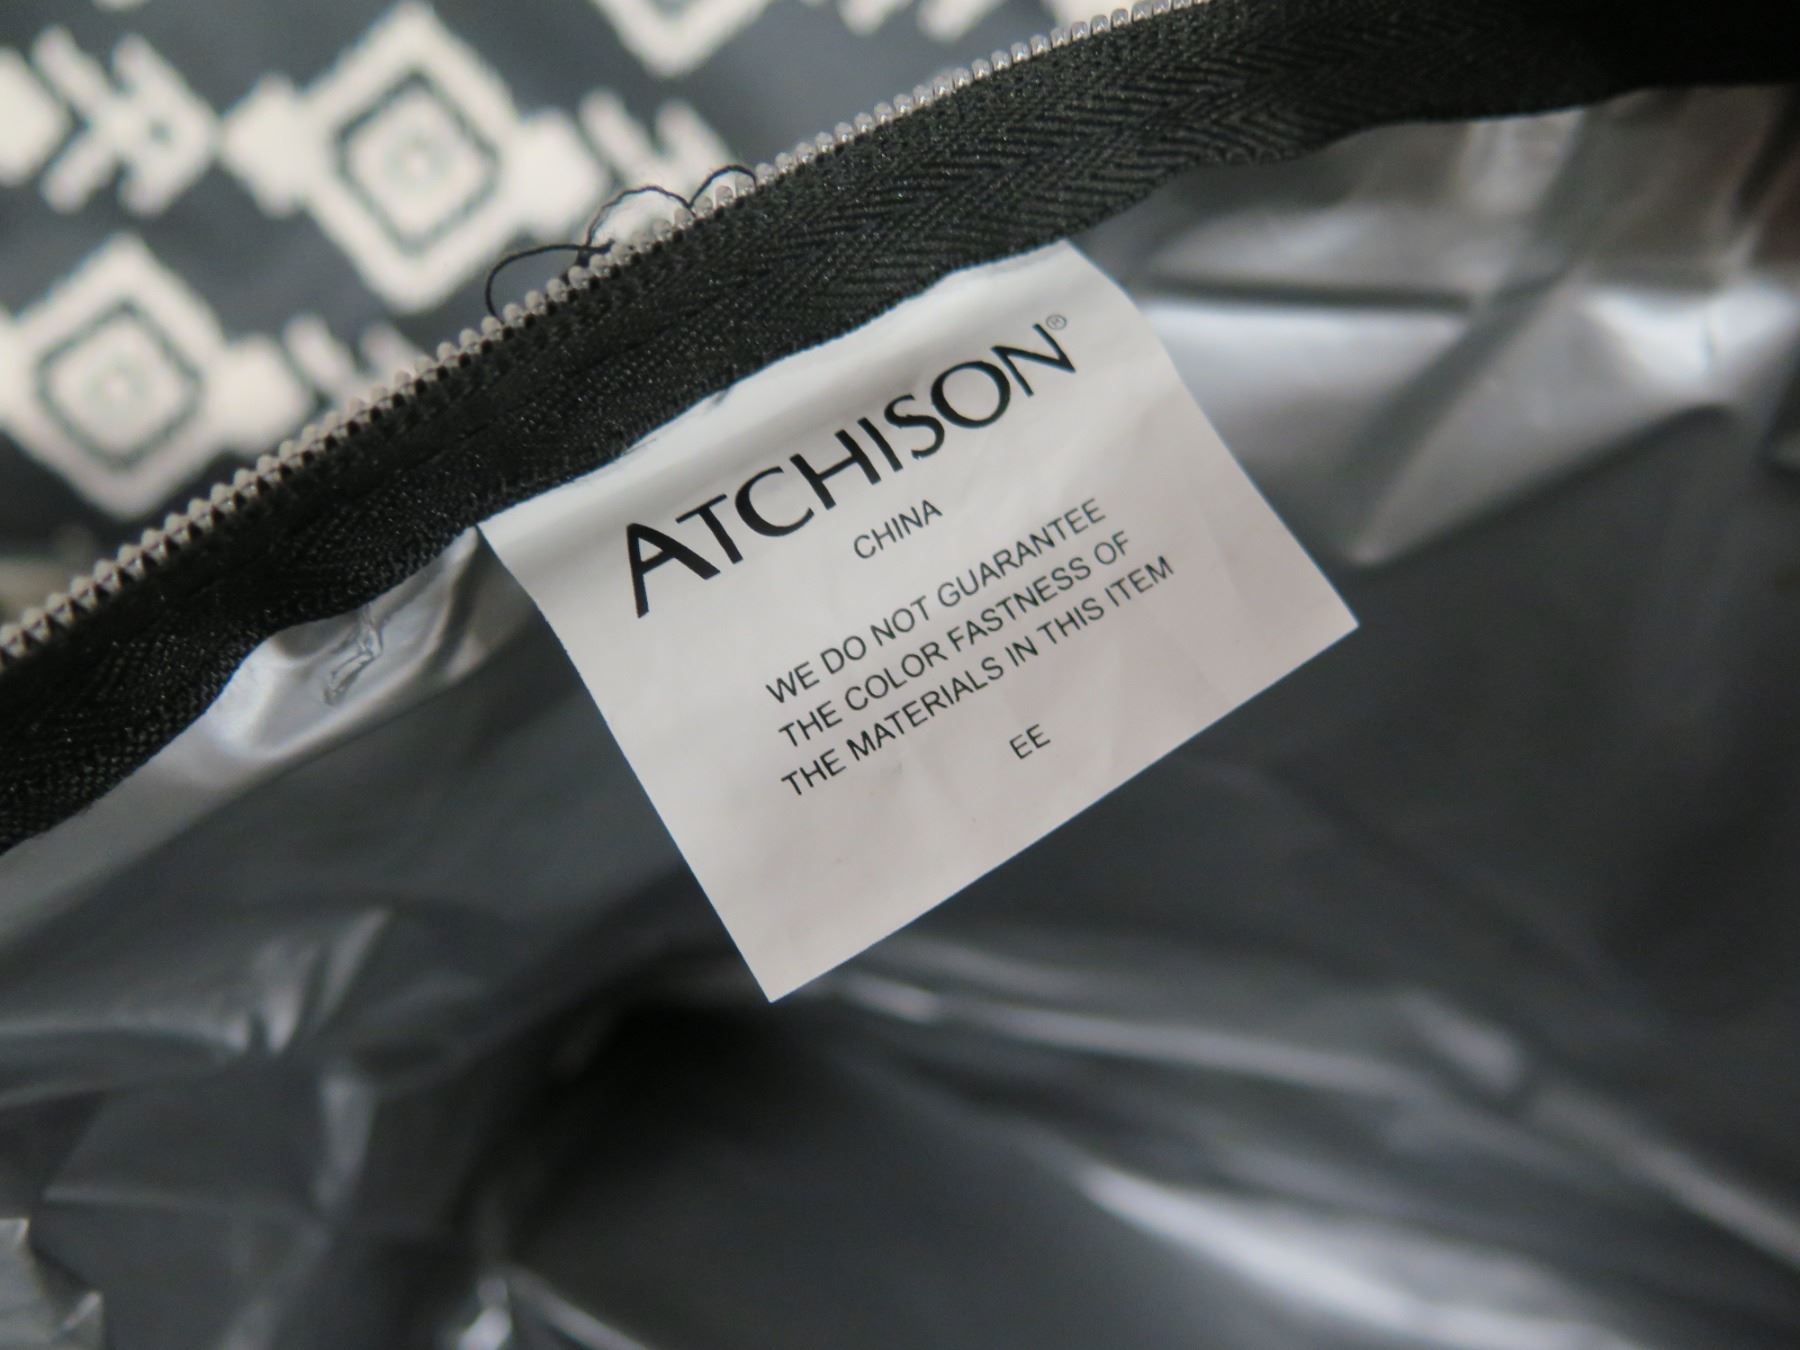 ATCHISON®
CHINA
WE DO NOT GUARANTEE
THE COLOR FASTNESS OF
THE MATERIALS IN THIS ITEM
EE